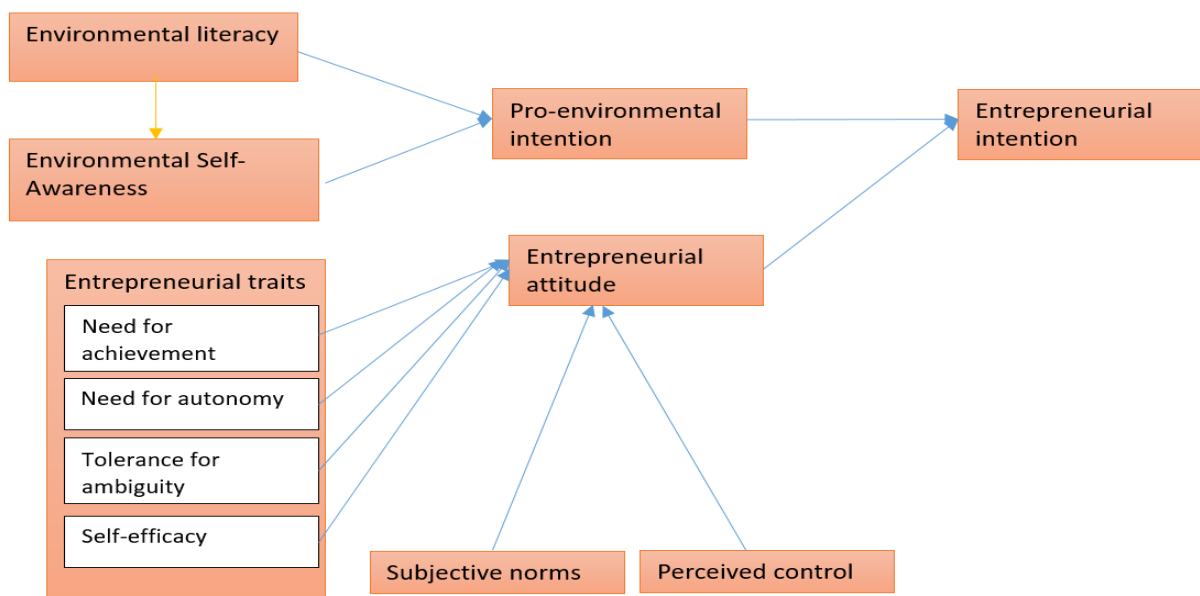 Environmental literacy
Environmental Self-
Awareness
Pro-environmental
intention
Entrepreneurial
intention
Entrepreneurial
attitude
Entrepreneurial traits
Need for
achievement
Need for autonomy
Tolerance for
ambiguity
Self-efficacy
Subjective norms
Perceived control